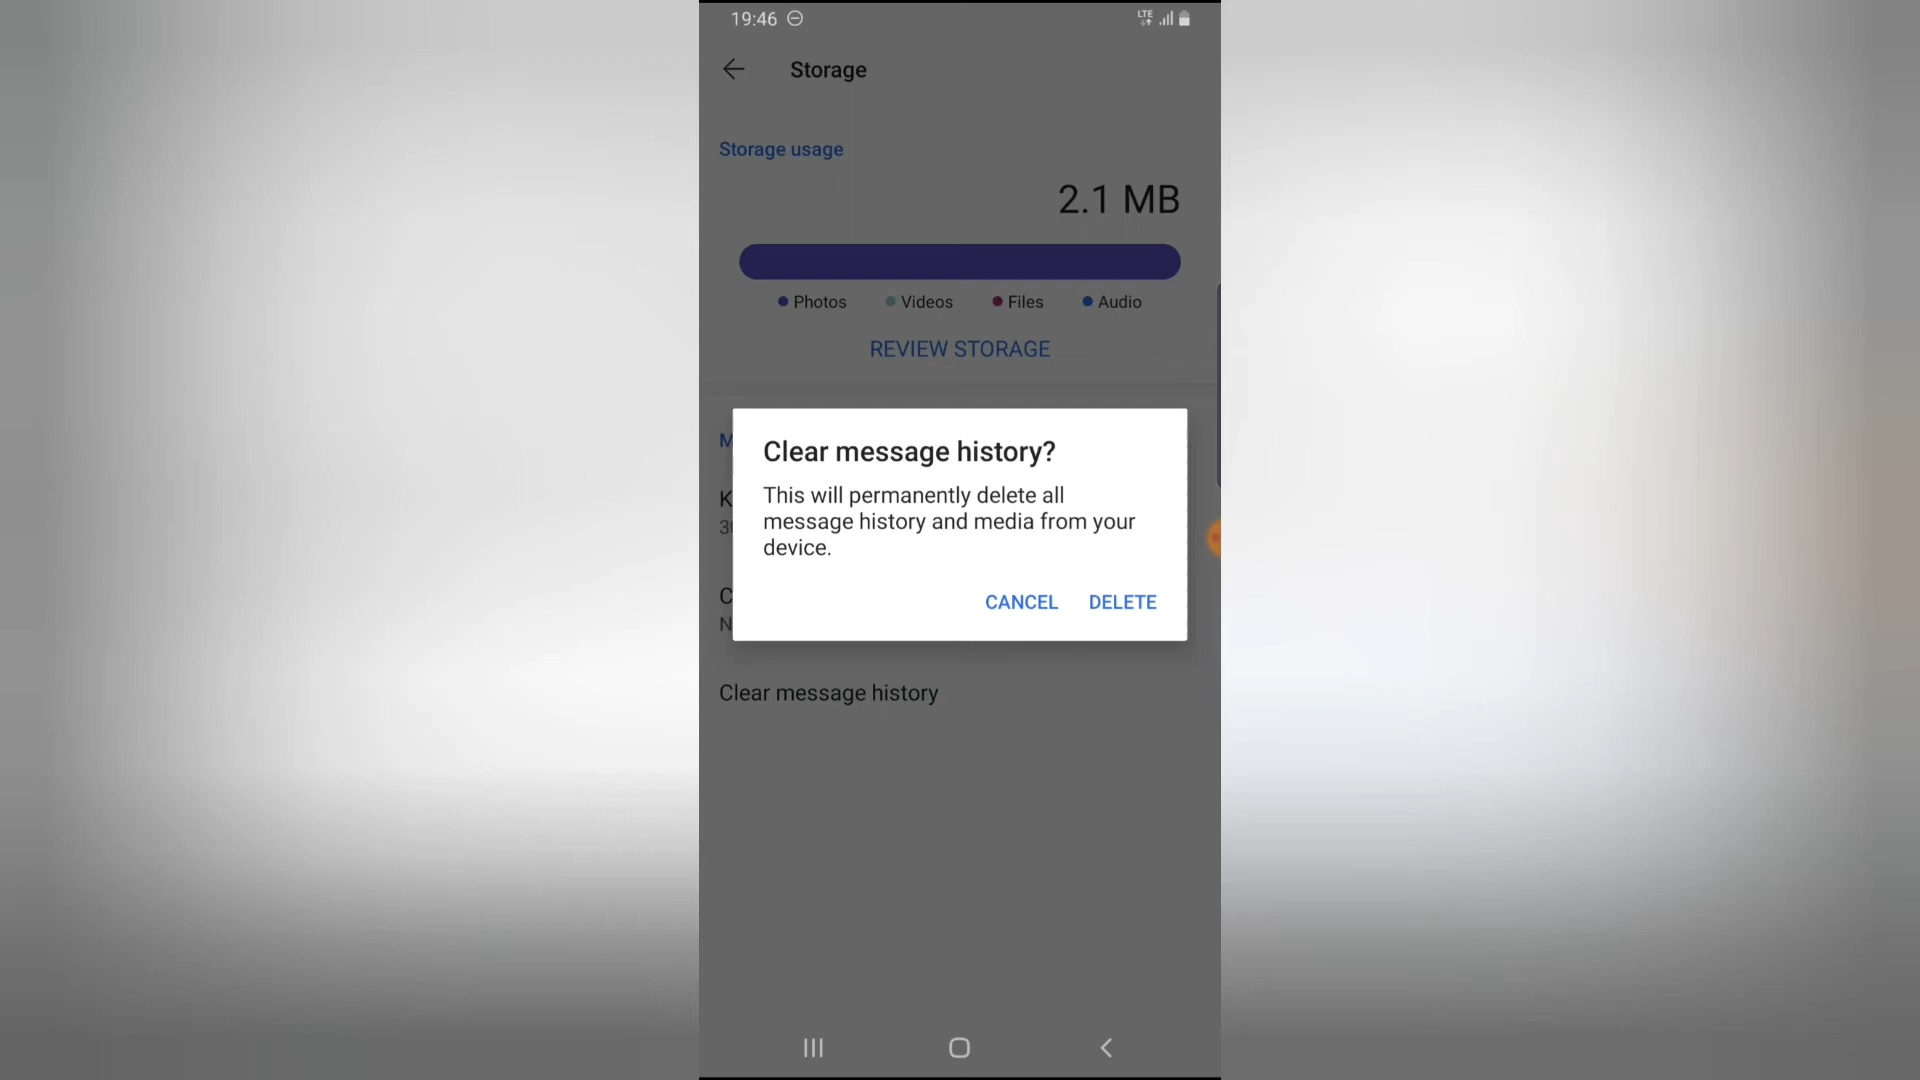 19:46
LTE
Storage
Storage usage
2.1 MB
Photos Videos Files Audio
REVIEW STORAGE
Clear message history?
This will permanently delete all
message history and media from your
device.
CANCEL DELETE
Clear message history